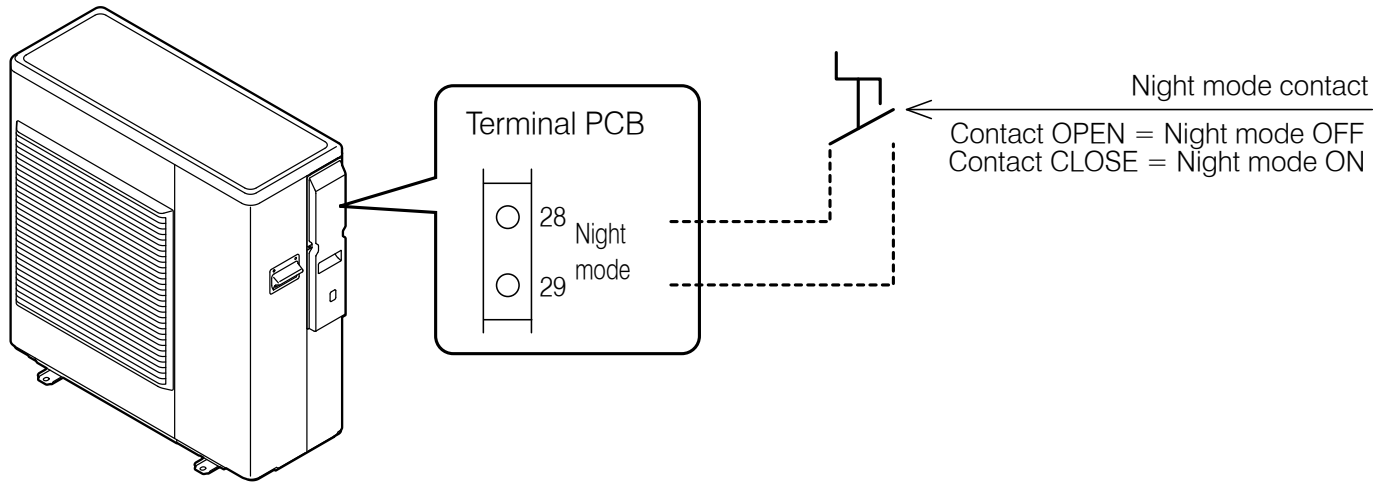 Terminal PCB
28
Night
mode
29
Night mode contact
Contact OPEN = Night mode OFF
Contact CLOSE = Night mode ON